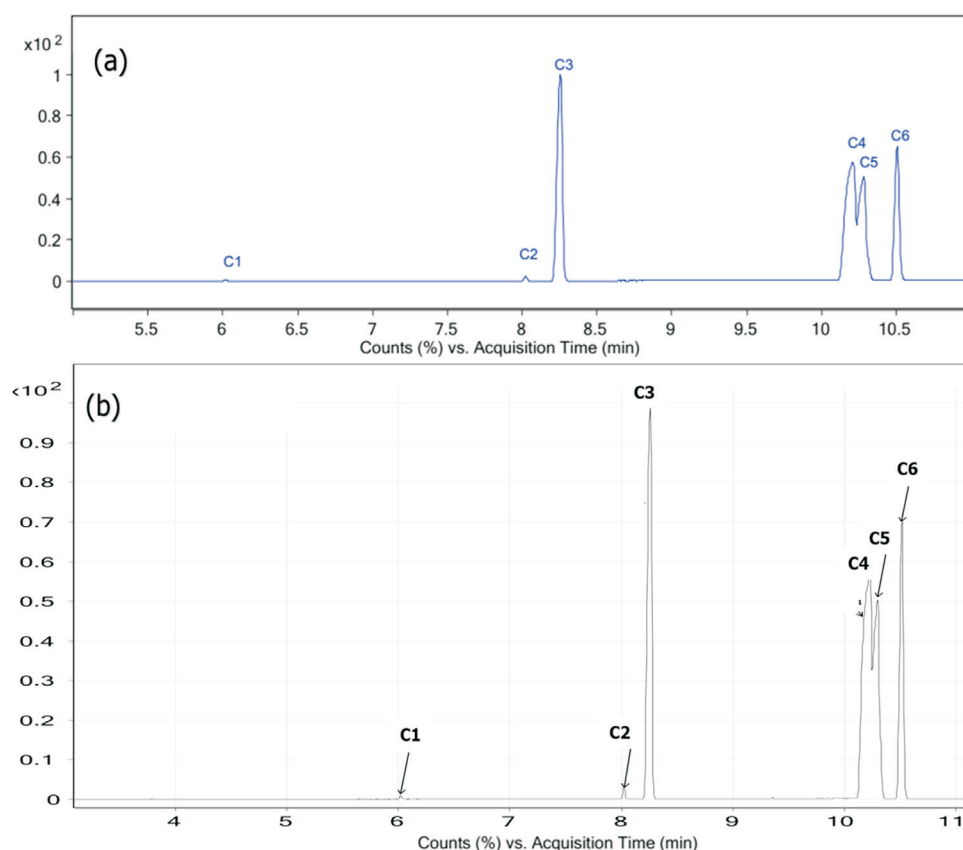 x10²
(a)
C3
1
0.8
C4
C6
0.6
C5
0.4
0.2
C1
C2
0
5.5 6 6.5 7 7.5 8 8.5 9 9.5 10 10.5
Counts (%) vs. Acquisition Time (min)
<10²
(b)
C3
0.9
C6
0.8
0.7
C5
C4
0.6
0.5
0.4
0.3
0.2
C1
C2
0.1
0
4 5 6 7 8 9 10 11
Counts (%) vs. Acquisition Time (min)